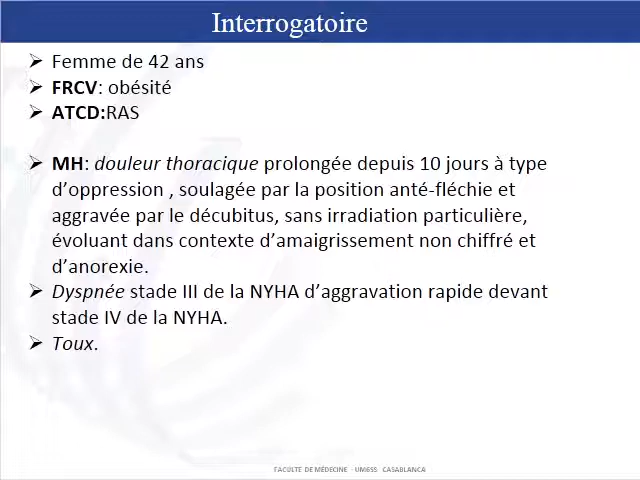 Interrogatoire
➢ Femme de 42 ans
➢ FRCV: obésité
➢ ATCD:RAS
➢ MH: douleur thoracique prolongée depuis 10 jours à type
d’oppression , soulagée par la position anté-fléchie et
aggravée par le décubitus, sans irradiation particulière,
évoluant dans contexte d’amaigrissement non chiffré et
d’anorexie.
➢ Dyspnée stade III de la NYHA d’aggravation rapide devant
stade IV de la NYHA.
➢ Toux.
FACULTE DE MÉDECINE - UM6SS CASABLANCA